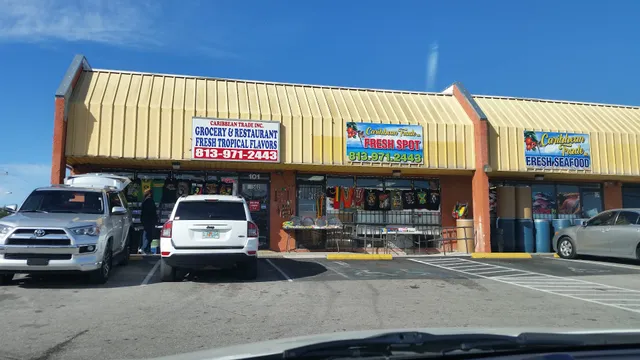 CARIBBEAN TRADE INC.
GROCERY & RESTAURANT
FRESH TROPICAL FLAVORS
813-971-2443
Caribbean Trade
FRESH SPOT
813-971-2443
Caribbean
Trade
FRESH SEAFOOD
101